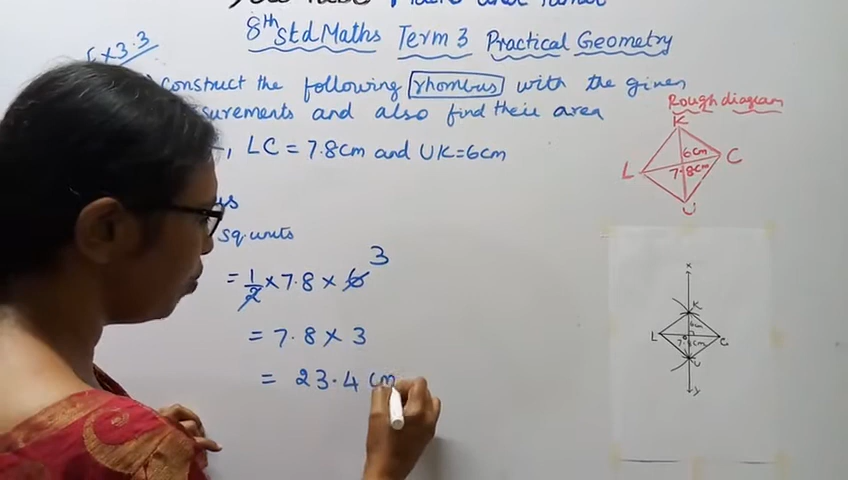 8th Std Maths Term 3 Practical Geometry
Ex 3.3
construct the following rhombus with the given
surements and also find their area
, LC = 7.8cm and UK=6cm
Rough diagram
K
6cm
L
C
7.8cm
U
sq.units
= 1/2 × 7.8 × 6 3
= 7.8 × 3
= 23.4 cm
X
K
6cm
L
C
7.8cm
U
Y